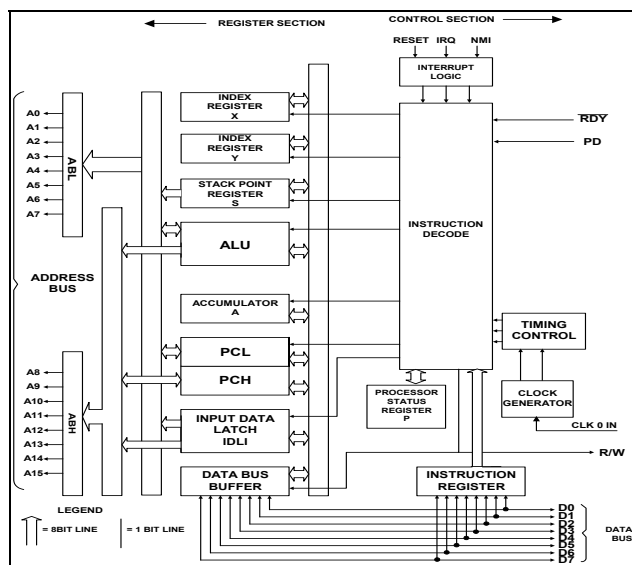 REGISTER SECTION
CONTROL SECTION
RESET IRQ NMI
INTERRUPT
LOGIC
INDEX
REGISTER
X
INDEX
REGISTER
Y
STACK POINT
REGISTER
S
ALU
ACCUMULATOR
A
PCL
PCH
INPUT DATA
LATCH
IDLI
DATA BUS
BUFFER
A0
A1
A2
A3
A4
A5
A6
A7
ABL
ADDRESS
BUS
A8
A9
A10
A11
A12
A13
A14
A15
ABH
INSTRUCTION
DECODE
RDY
PD
TIMING
CONTROL
CLOCK
GENERATOR
CLK 0 IN
PROCESSOR
STATUS
REGISTER
P
R/W
INSTRUCTION
REGISTER
D0
D1
D2
D3
D4
D5
D6
D7
DATA
BUS
LEGEND
= 8BIT LINE
= 1 BIT LINE